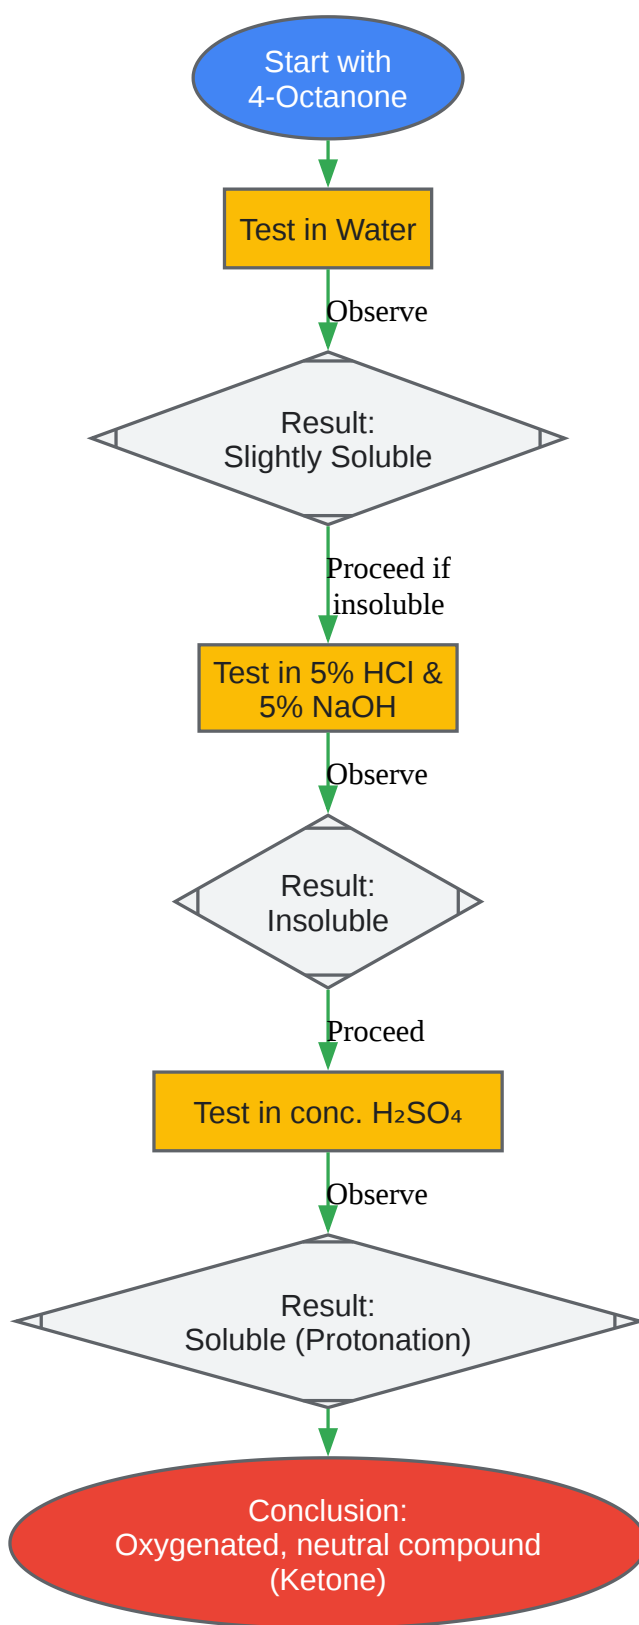 Start with
4-Octanone
Test in Water
Observe
Result:
Slightly Soluble
Proceed if
insoluble
Test in 5% HCl &
5% NaOH
Observe
Result:
Insoluble
Proceed
Test in conc. H₂SO₄
Observe
Result:
Soluble (Protonation)
Conclusion:
Oxygenated, neutral compound
(Ketone)